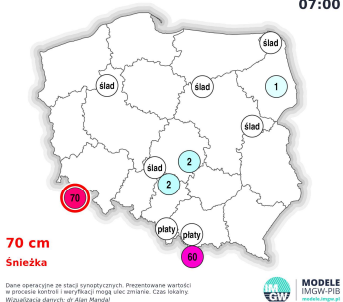 07:00
ślad
ślad
ślad
1
ślad
ślad
2
2
70
płaty
płaty
60
70 cm
Śnieżka
Dane operacyjne ze stacji synoptycznych. Prezentowane wartości
w procesie kontroli i weryfikacji mogą ulec zmianie. Czas lokalny.
Wizualizacja danych: dr Alan Mandal
IMGW
MODELE
IMGW-PIB
modele.imgw.pl